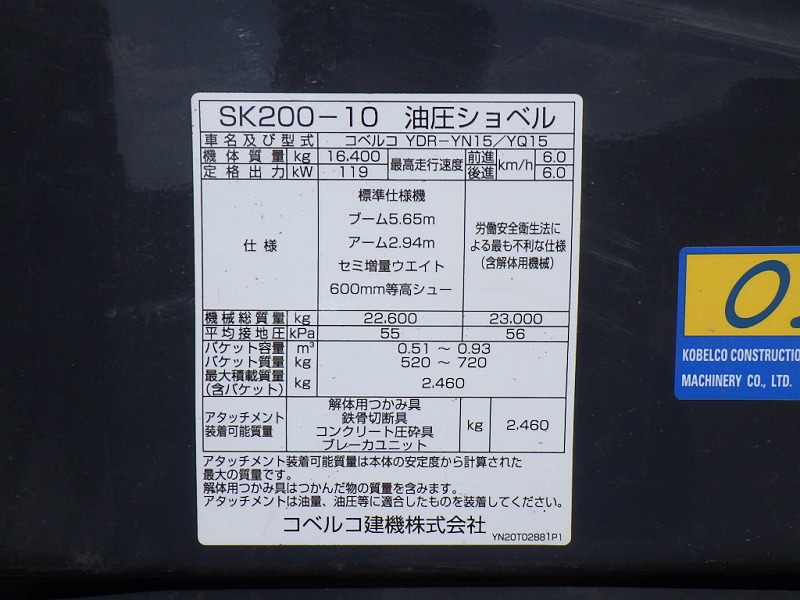 SK200-10 油圧ショベル
車名及び型式 コベルコ YDR-YN15/YQ15
機体質量 kg 16,400 最高走行速度 前進 km/h 6.0
定格出力 kW 119 後進 6.0
仕様
標準仕様機
ブーム5.65m
アーム2.94m
セミ増量ウエイト
600mm等高シュー
労働安全衛生法に
よる最も不利な仕様
(含解体用機械)
機械総質量 kg 22,600 23,000
平均接地圧 kPa 55 56
バケット容量 m³ 0.51 ~ 0.93
バケット質量 kg 520 ~ 720
最大積載質量
(含バケット) kg 2,460
アタッチメント
装着可能質量
解体用つかみ具
鉄骨切断具
コンクリート圧砕具
ブレーカユニット
kg 2,460
アタッチメント装着可能質量は本体の安定度から計算された
最大の質量です。
解体用つかみ具はつかんだ物の質量を含みます。
アタッチメントは油量、油圧等に適合したものを装着してください。
コベルコ建機株式会社
YN20T02881P1
0.
KOBELCO CONSTRUCTIO
MACHINERY CO., LTD.